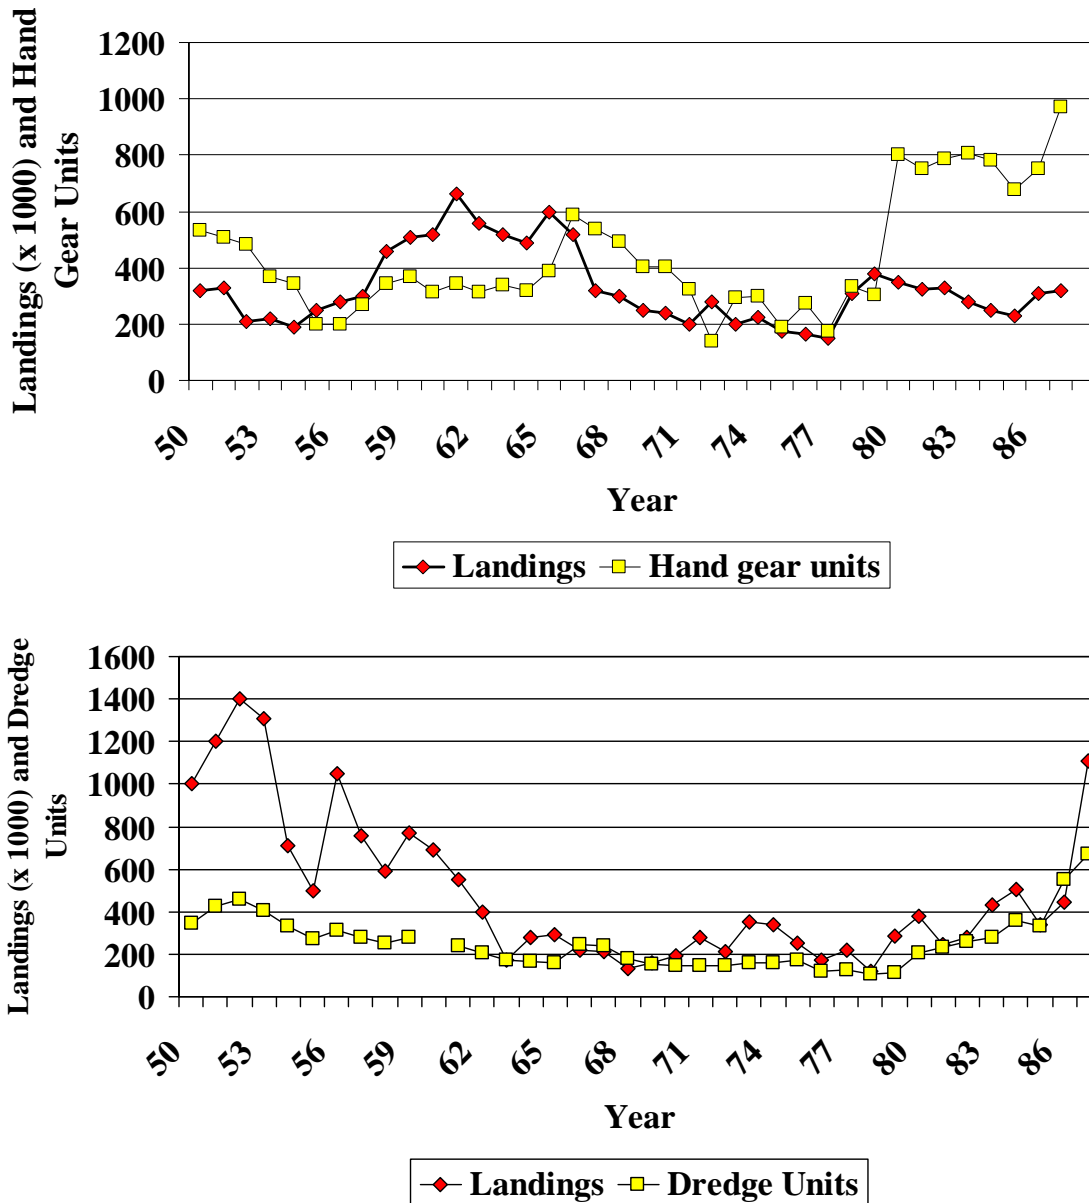 Landings (x 1000) and Hand
Gear Units
1200
1000
800
600
400
200
0
50 53 56 59 62 65 68 71 74 77 80 83 86
Year
Landings Hand gear units
Landings (x 1000) and Dredge
Units
1600
1400
1200
1000
800
600
400
200
0
50 53 56 59 62 65 68 71 74 77 80 83 86
Year
Landings Dredge Units